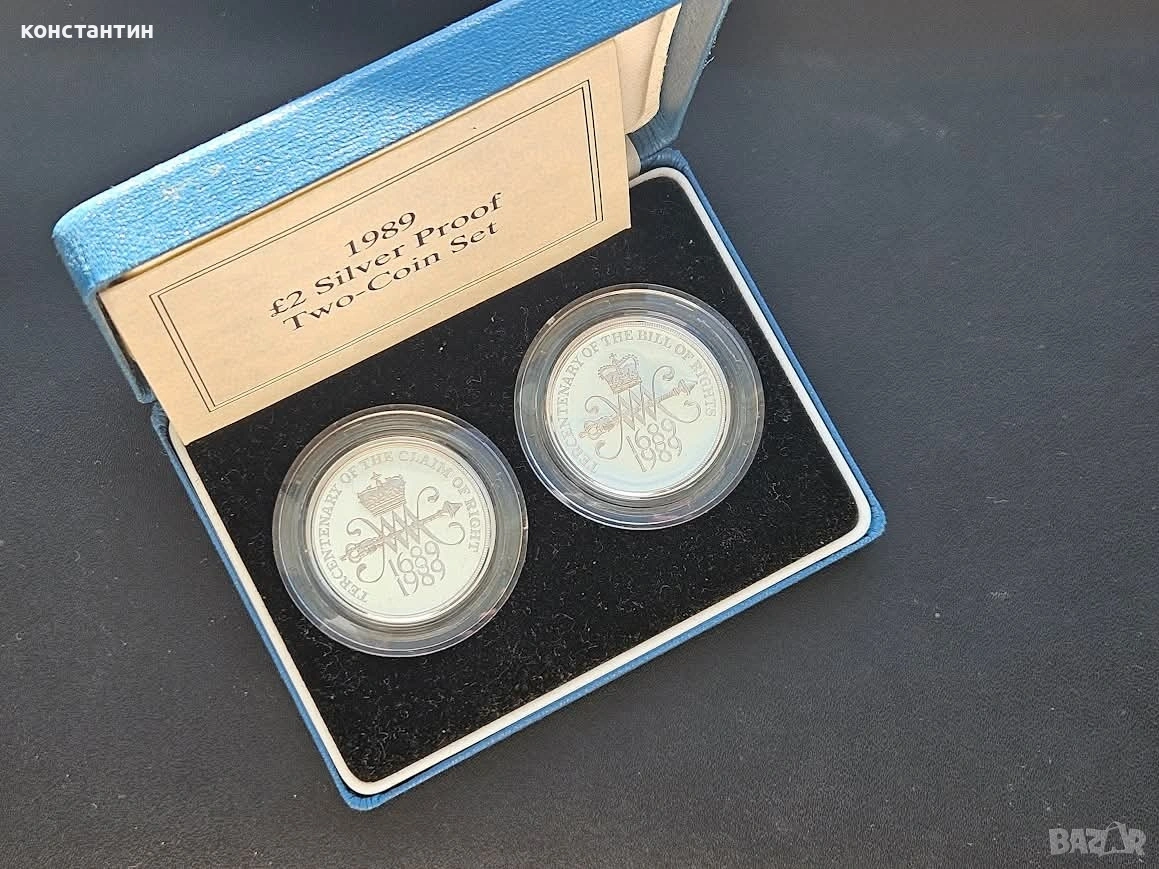 константин
1989
£2 Silver Proof
Two-Coin Set
TERCENTENARY OF THE BILL OF RIGHTS
1689
1989
TERCENTENARY OF THE CLAIM OF RIGHT
1689
1989
BAZAR